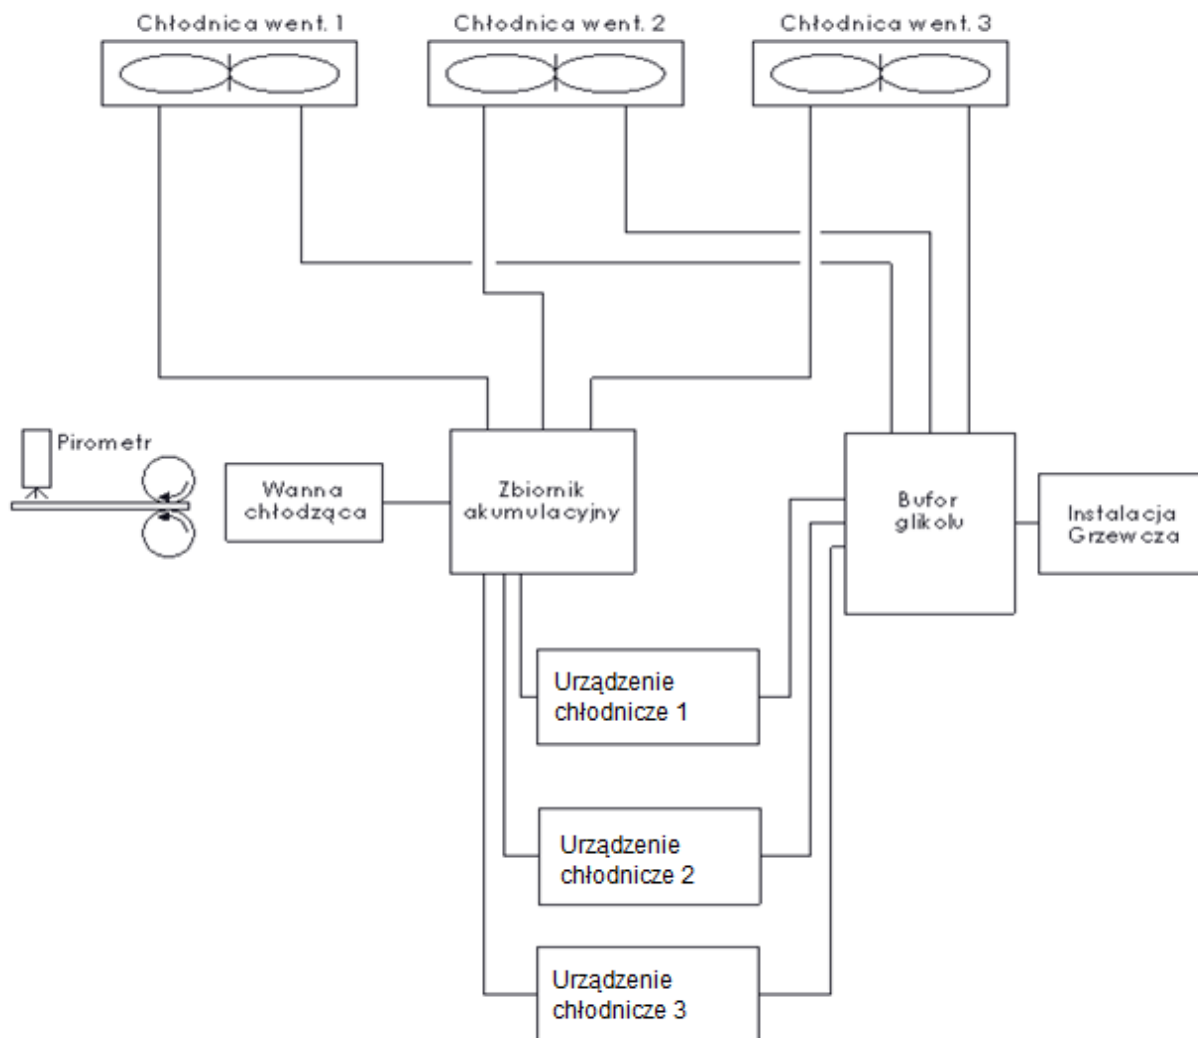 Chłodnica went. 1
Chłodnica went. 2
Chłodnica went. 3
Pirometr
Wanna
chłodząca
Zbiornik
akumulacyjny
Bufor
glikolu
Instalacja
Grzewcza
Urządzenie
chłodnicze 1
Urządzenie
chłodnicze 2
Urządzenie
chłodnicze 3